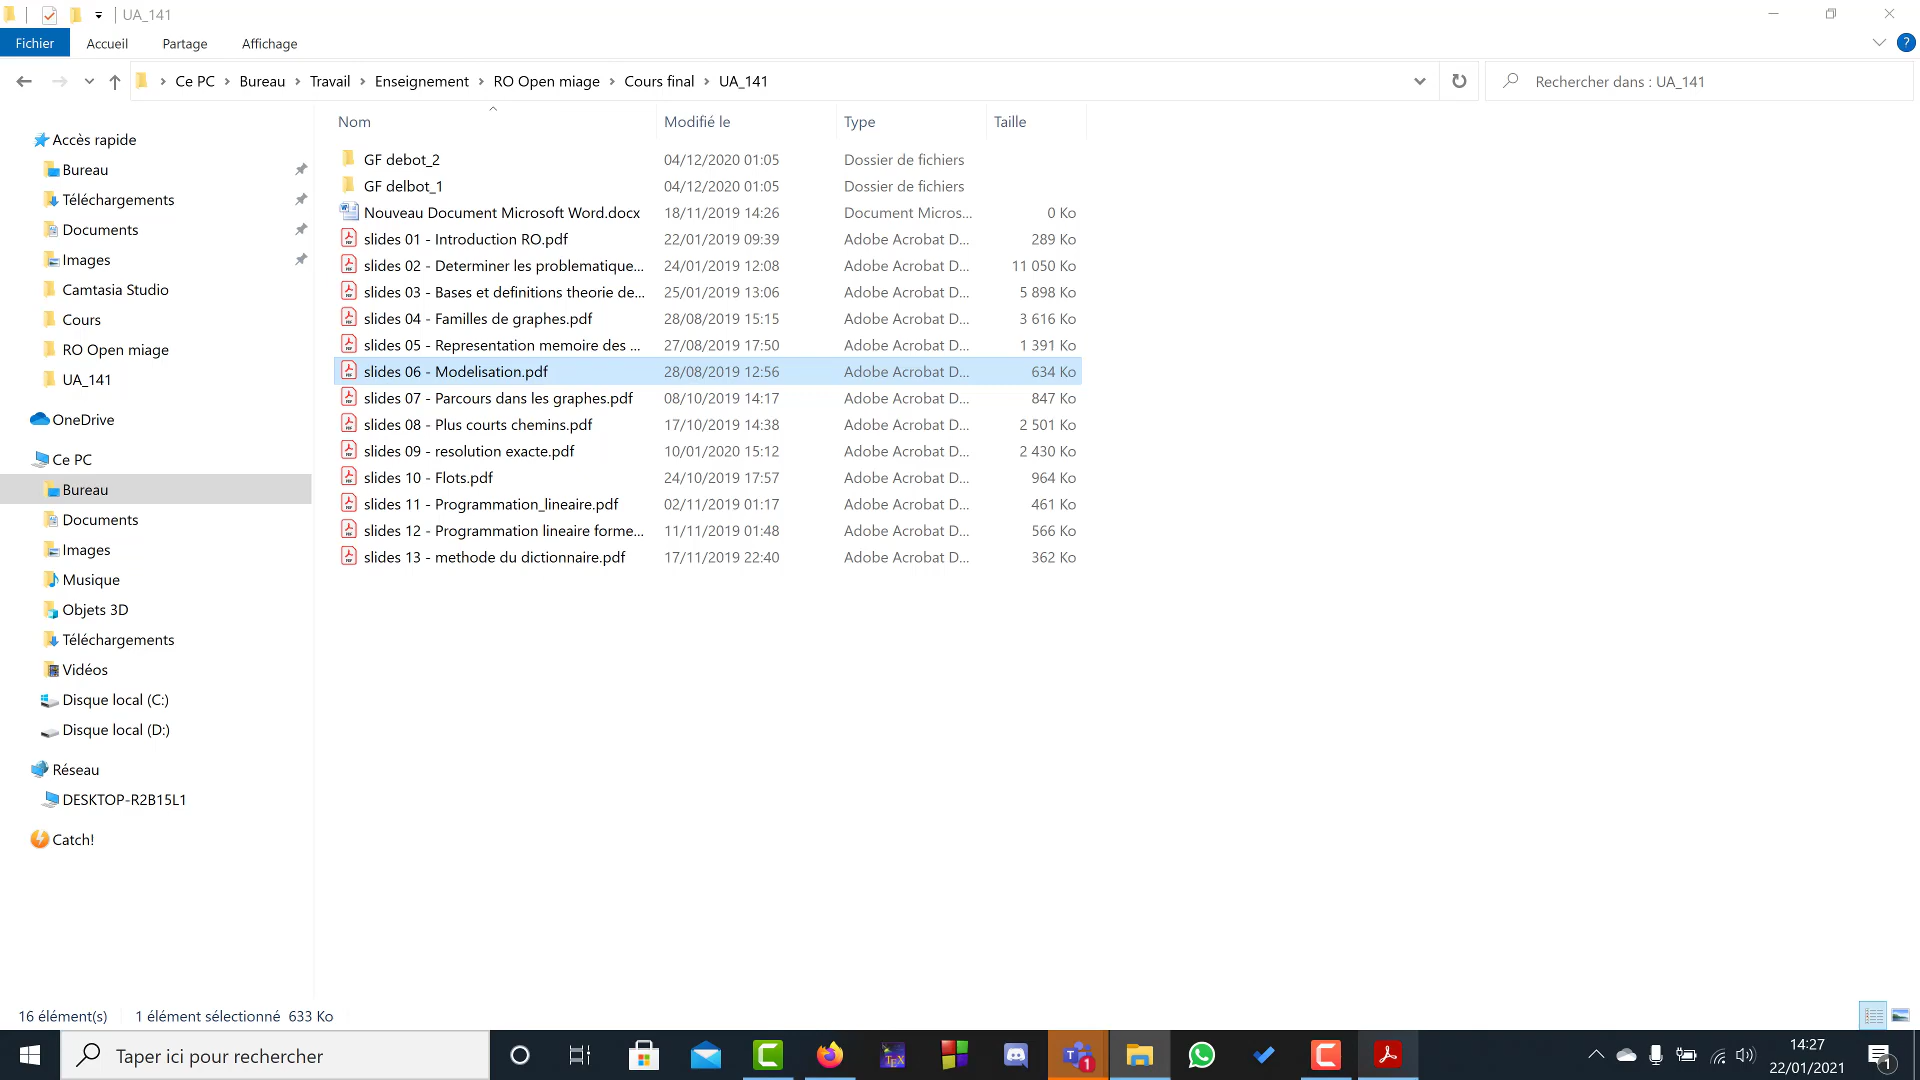 UA_141
Fichier Accueil Partage Affichage
Ce PC Bureau Travail Enseignement RO Open miage Cours final UA_141 Rechercher dans : UA_141
Nom Modifié le Type Taille
GF debot_2 04/12/2020 01:05 Dossier de fichiers
GF delbot_1 04/12/2020 01:05 Dossier de fichiers
Nouveau Document Microsoft Word.docx 18/11/2019 14:26 Document Micros... 0 Ko
slides 01 - Introduction RO.pdf 22/01/2019 09:39 Adobe Acrobat D... 289 Ko
slides 02 - Determiner les problematique... 24/01/2019 12:08 Adobe Acrobat D... 11 050 Ko
slides 03 - Bases et definitions theorie de... 25/01/2019 13:06 Adobe Acrobat D... 5 898 Ko
slides 04 - Familles de graphes.pdf 28/08/2019 15:15 Adobe Acrobat D... 3 616 Ko
slides 05 - Representation memoire des ... 27/08/2019 17:50 Adobe Acrobat D... 1 391 Ko
slides 06 - Modelisation.pdf 28/08/2019 12:56 Adobe Acrobat D... 634 Ko
slides 07 - Parcours dans les graphes.pdf 08/10/2019 14:17 Adobe Acrobat D... 847 Ko
slides 08 - Plus courts chemins.pdf 17/10/2019 14:38 Adobe Acrobat D... 2 501 Ko
slides 09 - resolution exacte.pdf 10/01/2020 15:12 Adobe Acrobat D... 2 430 Ko
slides 10 - Flots.pdf 24/10/2019 17:57 Adobe Acrobat D... 964 Ko
slides 11 - Programmation_lineaire.pdf 02/11/2019 01:17 Adobe Acrobat D... 461 Ko
slides 12 - Programmation lineaire forme... 11/11/2019 01:48 Adobe Acrobat D... 566 Ko
slides 13 - methode du dictionnaire.pdf 17/11/2019 22:40 Adobe Acrobat D... 362 Ko
Accès rapide
Bureau
Téléchargements
Documents
Images
Camtasia Studio
Cours
RO Open miage
UA_141
OneDrive
Ce PC
Bureau
Documents
Images
Musique
Objets 3D
Téléchargements
Vidéos
Disque local (C:)
Disque local (D:)
Réseau
DESKTOP-R2B15L1
Catch!
16 élément(s) 1 élément sélectionné 633 Ko
Taper ici pour rechercher
14:27
22/01/2021